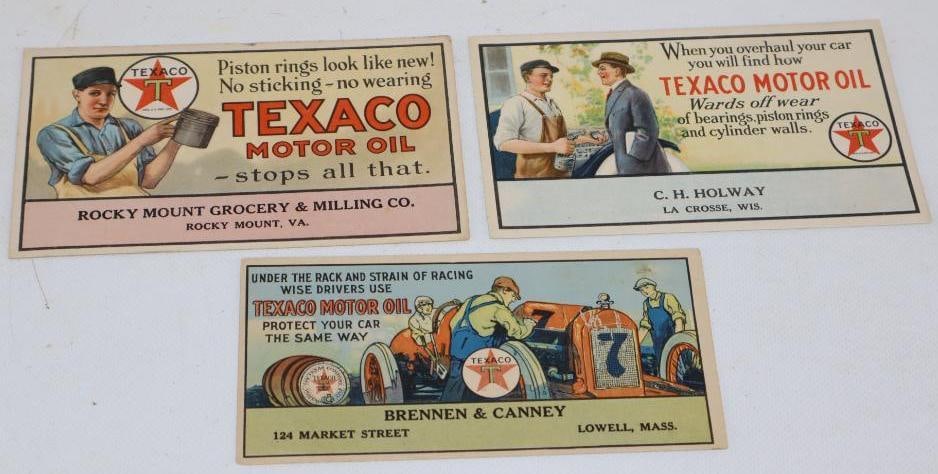 Piston rings look like new!
No sticking - no wearing
TEXACO
MOTOR OIL
- stops all that.
TEXACO
T
ROCKY MOUNT GROCERY & MILLING CO.
ROCKY MOUNT, VA.
When you overhaul your car
you will find how
TEXACO MOTOR OIL
Wards off wear
of bearings, piston rings
and cylinder walls.
TEXACO
T
C. H. HOLWAY
LA CROSSE, WIS.
UNDER THE RACK AND STRAIN OF RACING
WISE DRIVERS USE
TEXACO MOTOR OIL
PROTECT YOUR CAR
THE SAME WAY
7
7
TEXACO
TEXACO
T
BRENNEN & CANNEY
124 MARKET STREET
LOWELL, MASS.